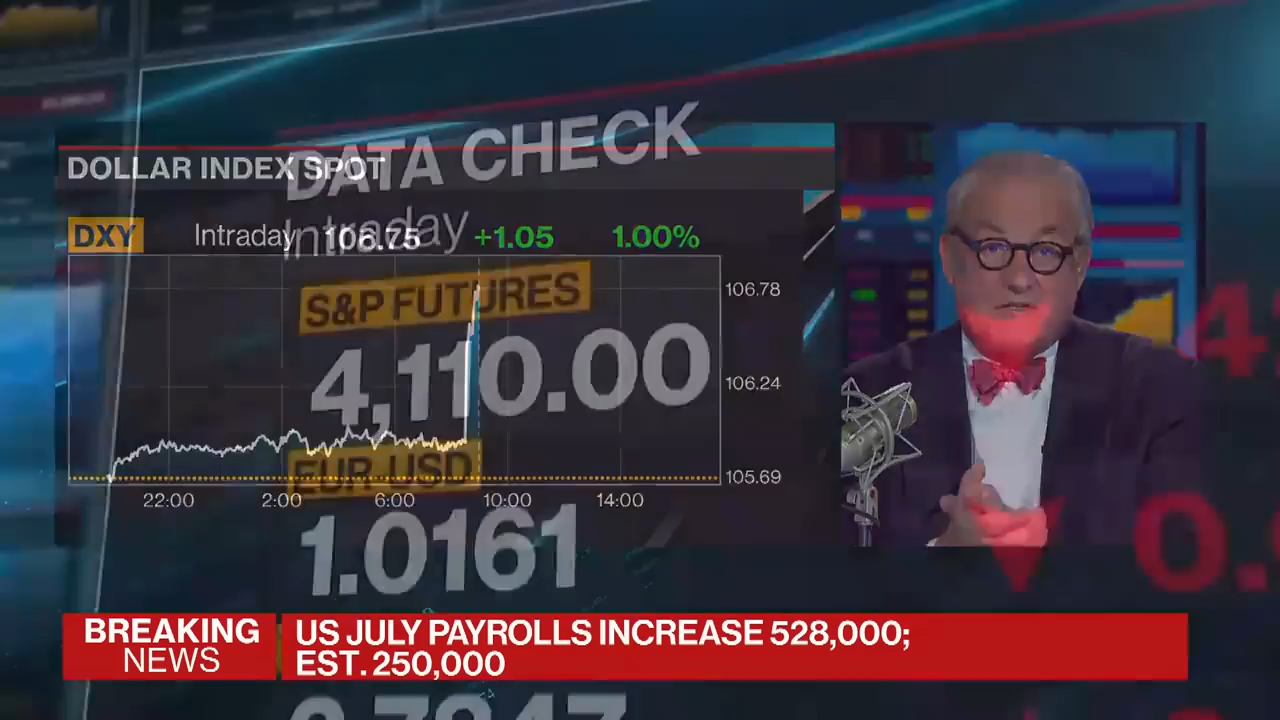 DATA CHECK
Intraday
DOLLAR INDEX SPOT
DXY Intraday 106.75 +1.05 1.00%
106.78
S&P FUTURES
4,110.00
106.24
EUR-USD
105.69
22:00 2:00 6:00 10:00 14:00
1.0161
0.
BREAKING
NEWS
US JULY PAYROLLS INCREASE 528,000;
EST. 250,000